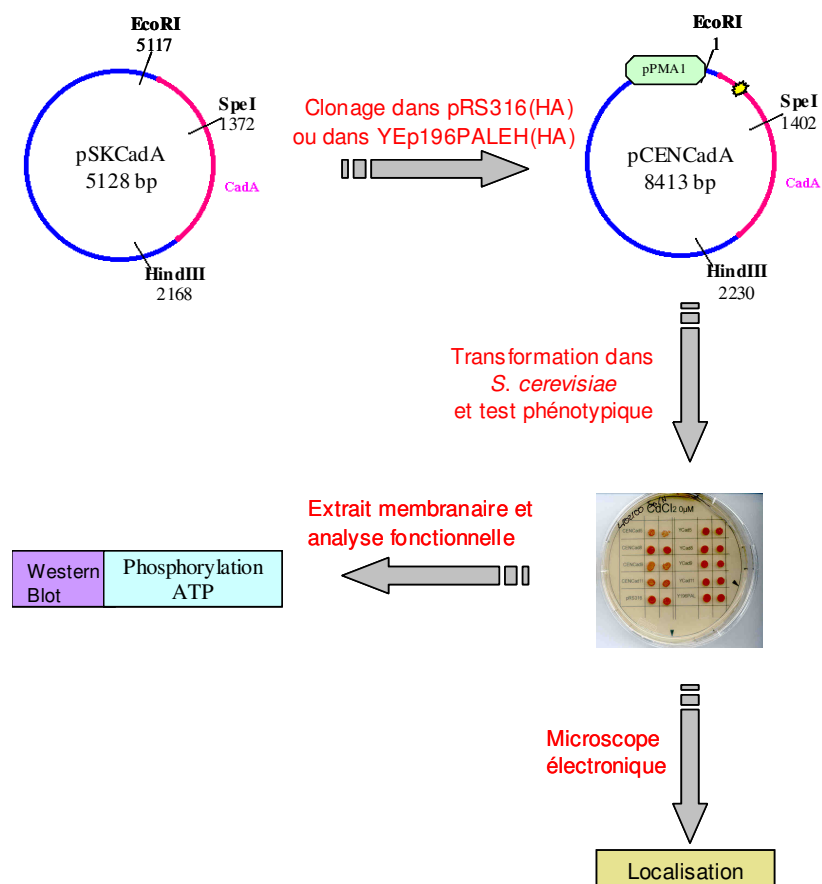 EcoRI
5117
SpeI
1372
pSKCadA
5128 bp
CadA
HindIII
2168
Clonage dans pRS316(HA)
ou dans YEp196PALEH(HA)
EcoRI
1
pPMA1
SpeI
1402
pCENCadA
8413 bp
CadA
HindIII
2230
Transformation dans
S. cerevisiae
et test phénotypique
Extrait membranaire et
analyse fonctionnelle
Western
Blot
Phosphorylation
ATP
CdCl2 0µM
pRS316
Microscope
électronique
Localisation